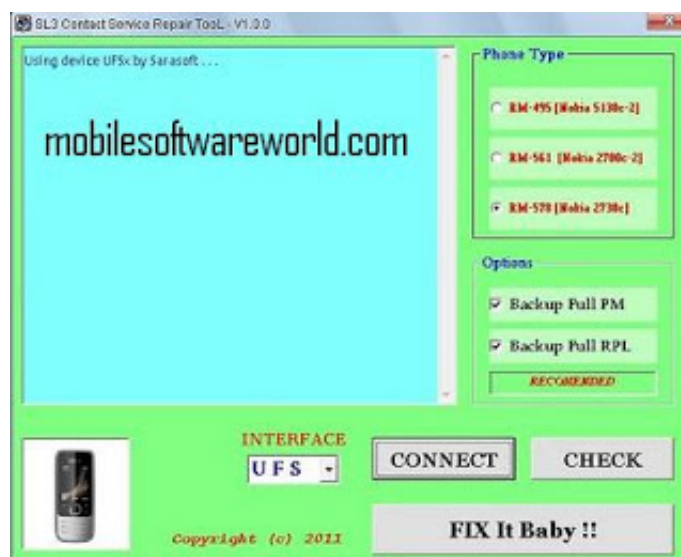 SL3 Contact Service Repair TooL - V1.0.0
Using device UFSx by Sarasoft . . .
mobilesoftwareworld.com
Phone Type
RM-495 [Nokia 5130c-2]
RM-561 [Nokia 2700c-2]
RM-578 [Nokia 2730c]
Options
Backup Full PM
Backup Full RPL
RECOMENDED
INTERFACE
UFS
CONNECT
CHECK
Copyright (c) 2011
FIX It Baby !!